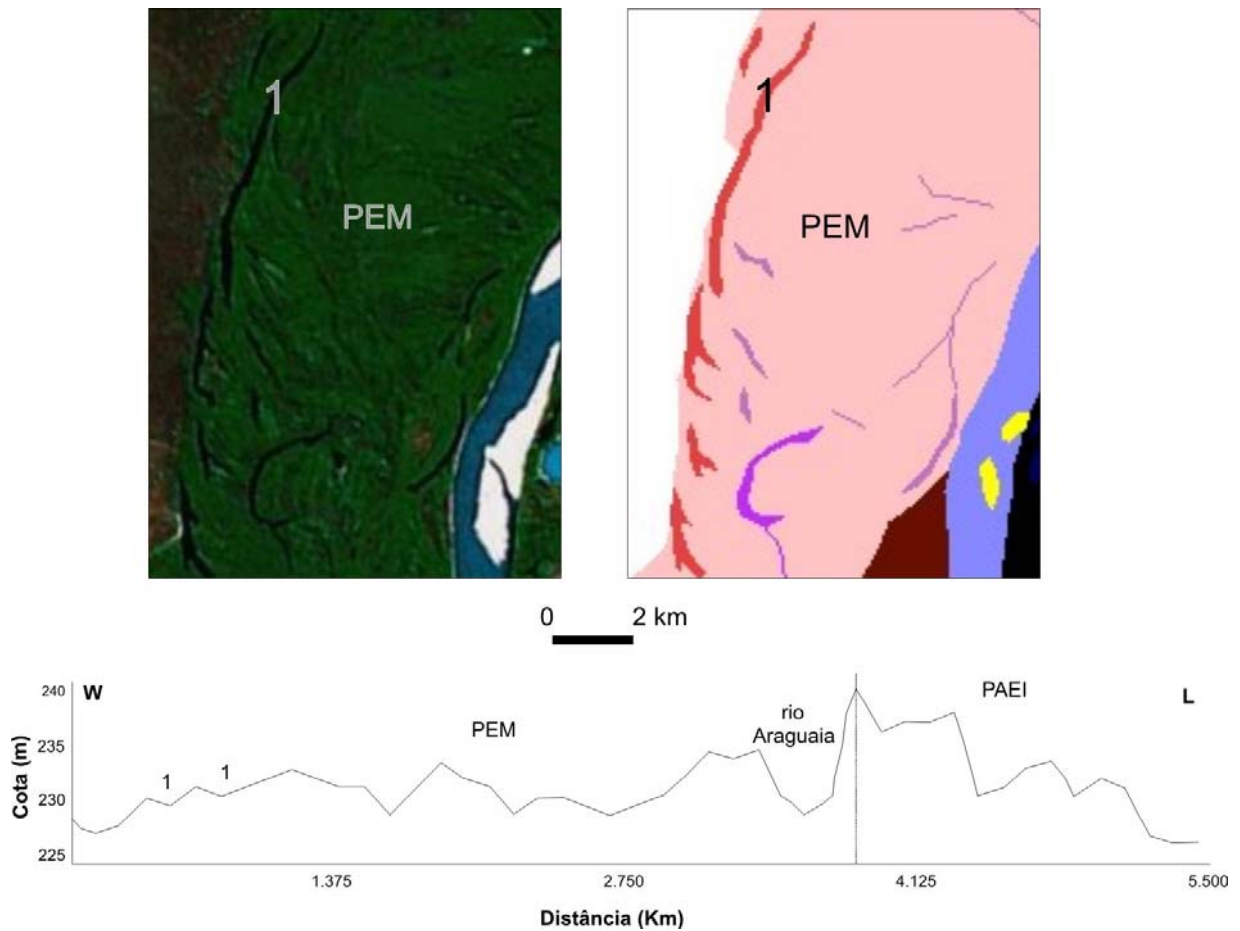 1
1
PEM
PEM
0 2 km
240 W PAEI L
rio
235 PEM Araguaia
1 1
230
225
Cota (m)
1.375 2.750 4.125 5.500
Distância (Km)